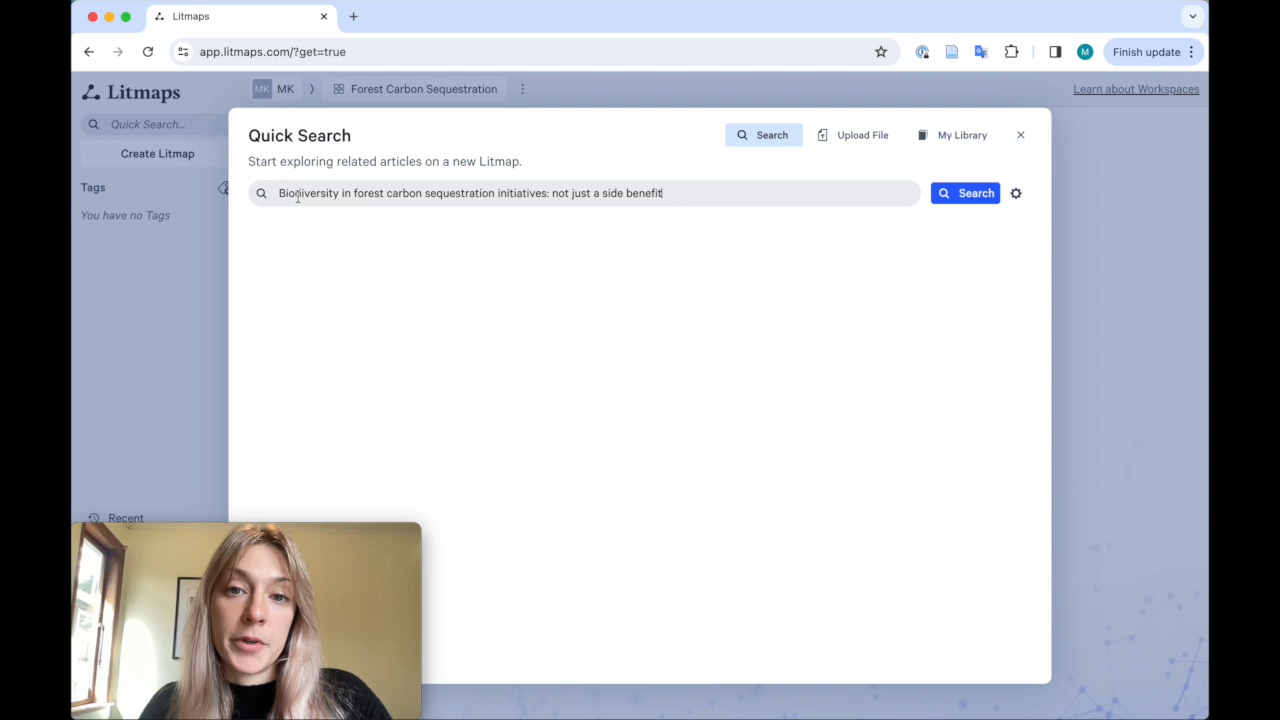 Litmaps
app.litmaps.com/?get=true
M
Finish update
Litmaps
MK
MK
Forest Carbon Sequestration
Learn about Workspaces
Quick Search...
Create Litmap
Tags
You have no Tags
Recent
Quick Search
Search
Upload File
My Library
Start exploring related articles on a new Litmap.
Biodiversity in forest carbon sequestration initiatives: not just a side benefit
Search